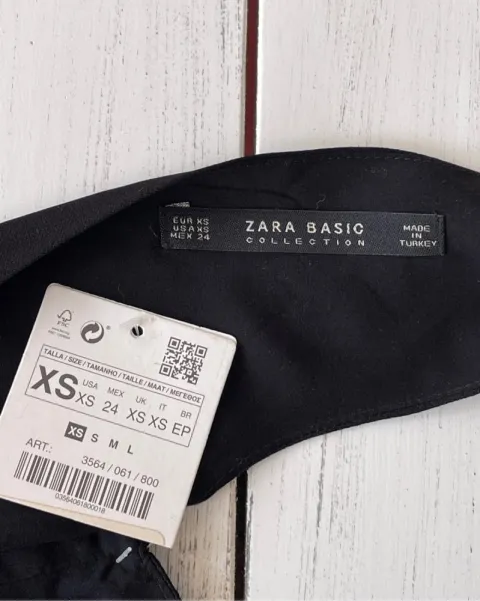 EUR XS
USA XS
MEX 24
ZARA BASIC
COLLECTION
MADE
IN
TURKEY
TALLA / SIZE / TAMANHO / TAILLE / MAAT / ΜΕΓΕΘΟΣ
XS
USA MEX UK IT BR
XS 24 XS XS EP
XS S M L
ART.:
3564 / 061 / 800
03564061800018